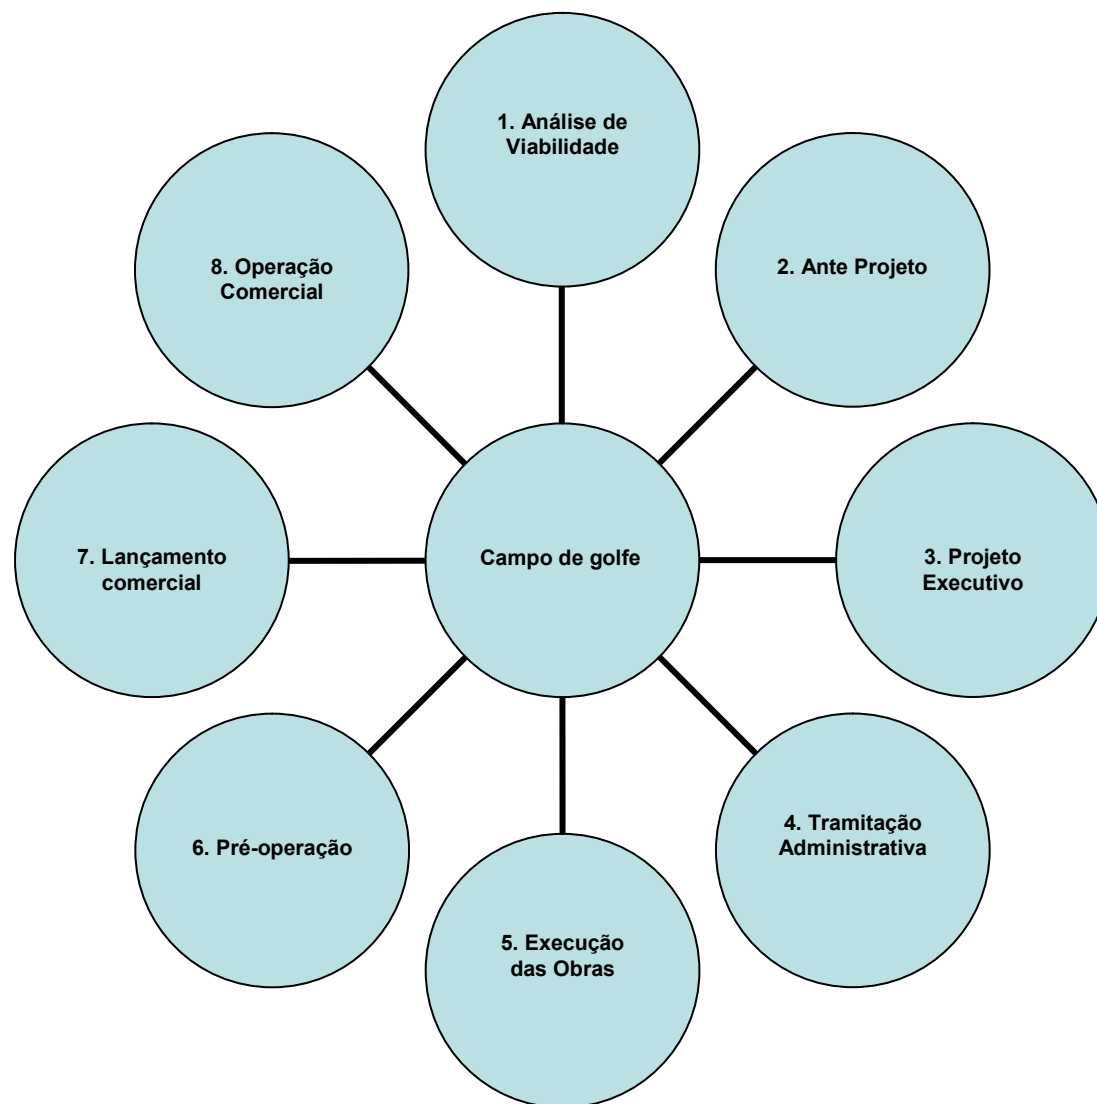 1. Análise de
Viabilidade
2. Ante Projeto
3. Projeto
Executivo
4. Tramitação
Administrativa
5. Execução
das Obras
6. Pré-operação
7. Lançamento
comercial
8. Operação
Comercial
Campo de golfe